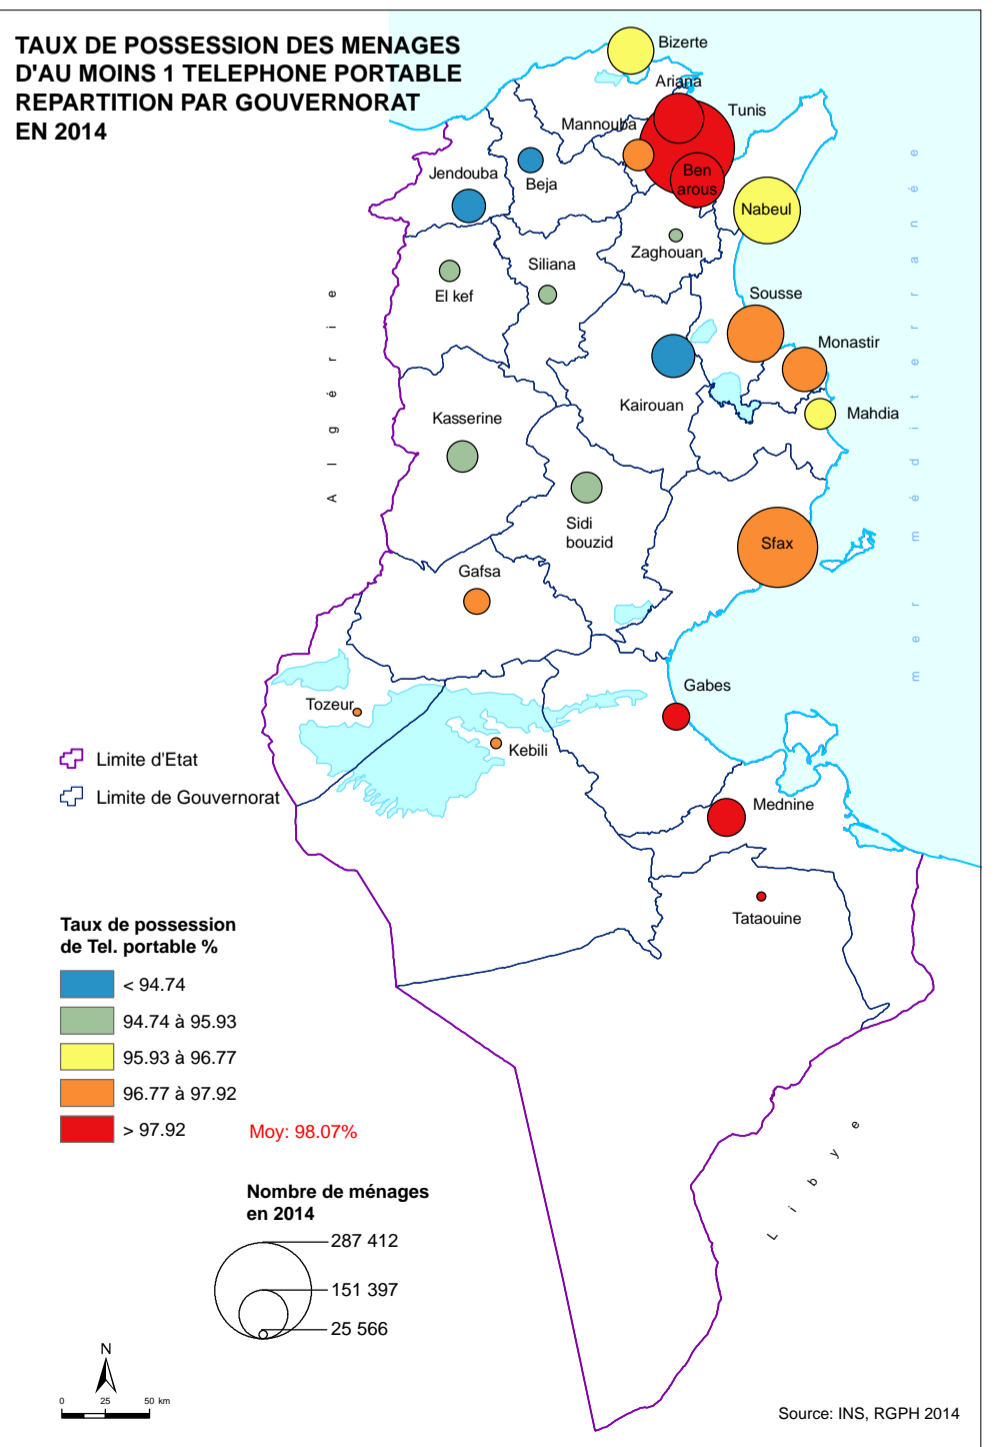 TAUX DE POSSESSION DES MENAGES
D'AU MOINS 1 TELEPHONE PORTABLE
REPARTITION PAR GOUVERNORAT
EN 2014
Bizerte
Ariana
Tunis
Mannouba
Ben
arous
Jendouba
Beja
Nabeul
Zaghouan
El kef
Siliana
Sousse
Monastir
Kairouan
Mahdia
Kasserine
Sidi
bouzid
Sfax
Gafsa
Gabes
Tozeur
Kebili
Mednine
Tataouine
Algérie
mer méditerranée
Libye
Limite d'Etat
Limite de Gouvernorat
Taux de possession
de Tel. portable %
< 94.74
94.74 à 95.93
95.93 à 96.77
96.77 à 97.92
> 97.92
Moy: 98.07%
Nombre de ménages
en 2014
287 412
151 397
25 566
N
0 25 50 km
Source: INS, RGPH 2014